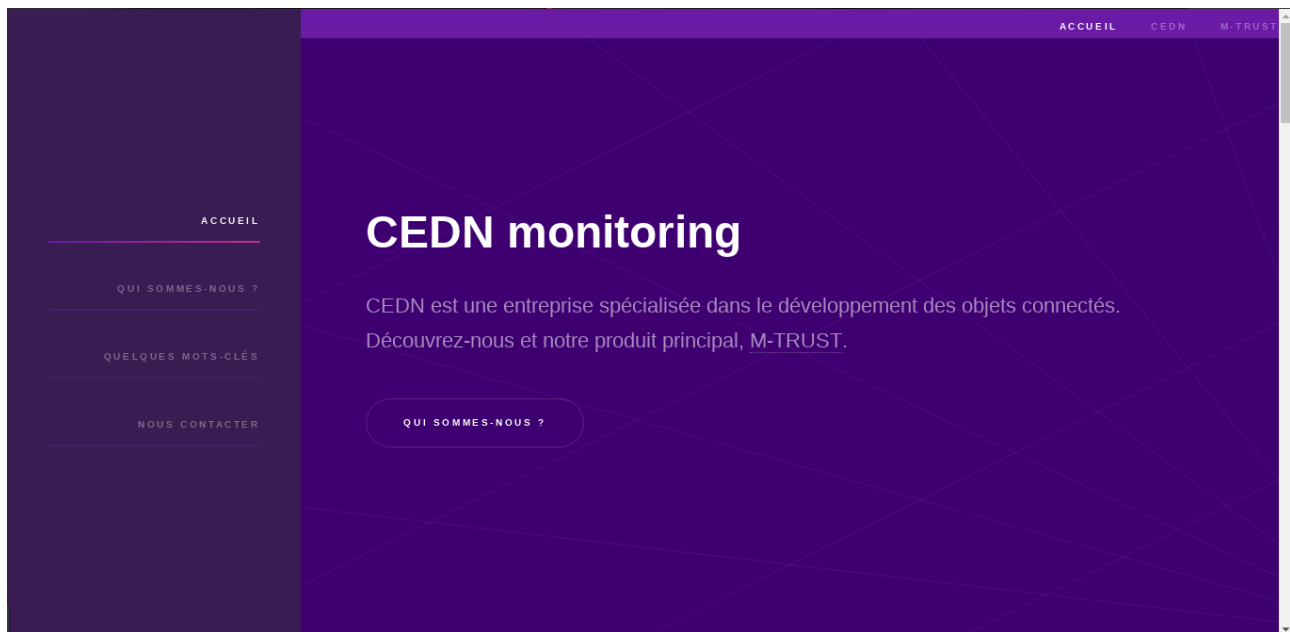 ACCUEIL CEDN M-TRUST
ACCUEIL
QUI SOMMES-NOUS ?
QUELQUES MOTS-CLÉS
NOUS CONTACTER
CEDN monitoring
CEDN est une entreprise spécialisée dans le développement des objets connectés.
Découvrez-nous et notre produit principal, M-TRUST.
QUI SOMMES-NOUS ?